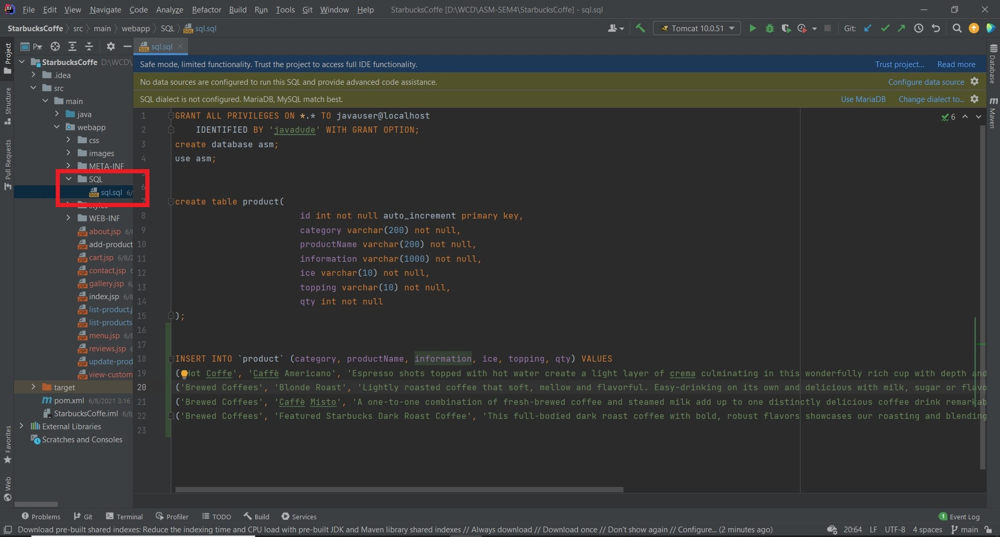 File Edit View Navigate Code Analyze Refactor Build Run Tools Git Window Help StarbucksCoffe [D:\WCD\ASM-SEM4\StarbucksCoffe] - sql.sql
StarbucksCoffe src main webapp SQL sql.sql Tomcat 10.0.51 Git:
Project
P...
sql.sql
StarbucksCoffe D:\WCD\
.idea
src
main
java
webapp
css
images
META-INF
SQL
sql.sql 6/
styles
WEB-INF
about.jsp 6/8
add-product
cart.jsp 6/8/2
contact.jsp 6
gallery.jsp 6/
index.jsp 6/8
list-product.j
list-products
menu.jsp 6/8
reviews.jsp 6
update-prod
view-custom
target
pom.xml 6/8/2021 3:16
StarbucksCoffe.iml 6/8,
External Libraries
Scratches and Consoles
Structure
Pull Requests
Favorites
Web
Safe mode, limited functionality. Trust the project to access full IDE functionality. Trust project... Read more
No data sources are configured to run this SQL and provide advanced code assistance. Configure data source
SQL dialect is not configured. MariaDB, MySQL match best. Use MariaDB Change dialect to...
1 GRANT ALL PRIVILEGES ON *.* TO javauser@localhost
2 IDENTIFIED BY 'javadude' WITH GRANT OPTION;
3 create database asm;
4 use asm;
5
6
7 create table product(
8 id int not null auto_increment primary key,
9 category varchar(200) not null,
10 productName varchar(200) not null,
11 information varchar(1000) not null,
12 ice varchar(10) not null,
13 topping varchar(10) not null,
14 qty int not null
15 );
16
17
18 INSERT INTO `product` (category, productName, information, ice, topping, qty) VALUES
19 ('Hot Coffe', 'Caffè Americano', 'Espresso shots topped with hot water create a light layer of crema culminating in this wonderfully rich cup with depth and
20 ('Brewed Coffees', 'Blonde Roast', 'Lightly roasted coffee that soft, mellow and flavorful. Easy-drinking on its own and delicious with milk, sugar or flavo
21 ('Brewed Coffees', 'Caffè Misto', 'A one-to-one combination of fresh-brewed coffee and steamed milk add up to one distinctly delicious coffee drink remarkab
22 ('Brewed Coffees', 'Featured Starbucks Dark Roast Coffee', 'This full-bodied dark roast coffee with bold, robust flavors showcases our roasting and blending
23
6
Database
Maven
Problems Git Terminal Profiler TODO Build Services 1 Event Log
Download pre-built shared indexes: Reduce the indexing time and CPU load with pre-built JDK and Maven library shared indexes // Always download // Download once // Don't show again // Configure... (2 minutes ago) 20:64 LF UTF-8 4 spaces main